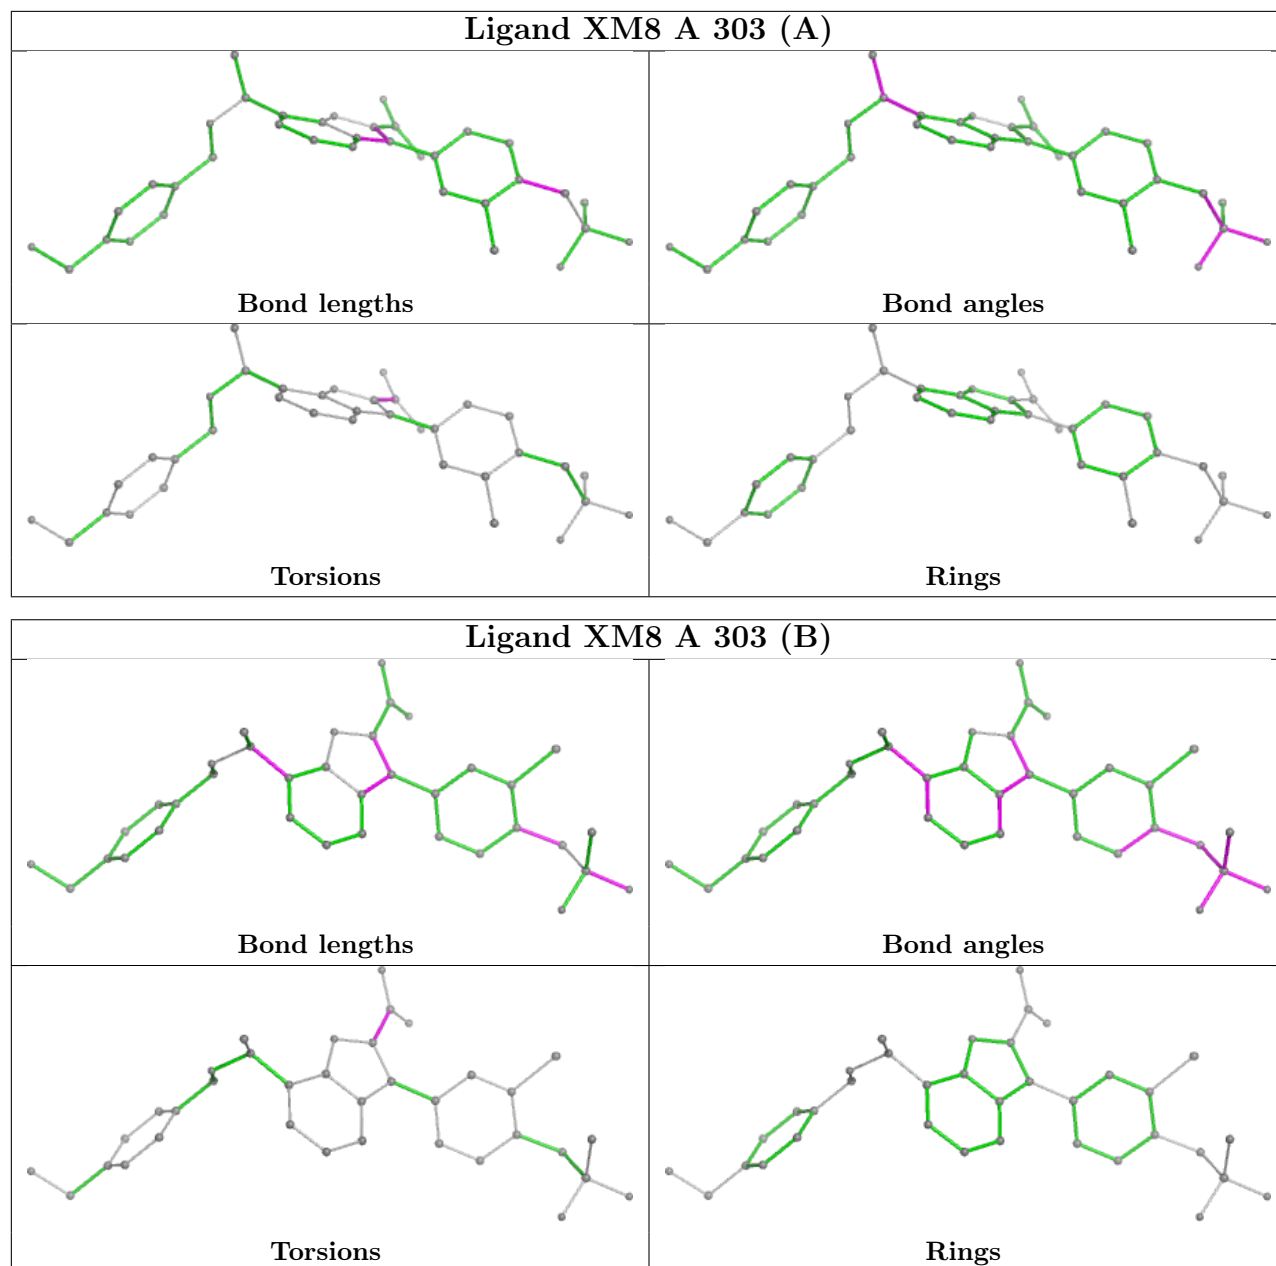 Ligand XM8 A 303 (A)
Bond lengths
Bond angles
Torsions
Rings
Ligand XM8 A 303 (B)
Bond lengths
Bond angles
Torsions
Rings